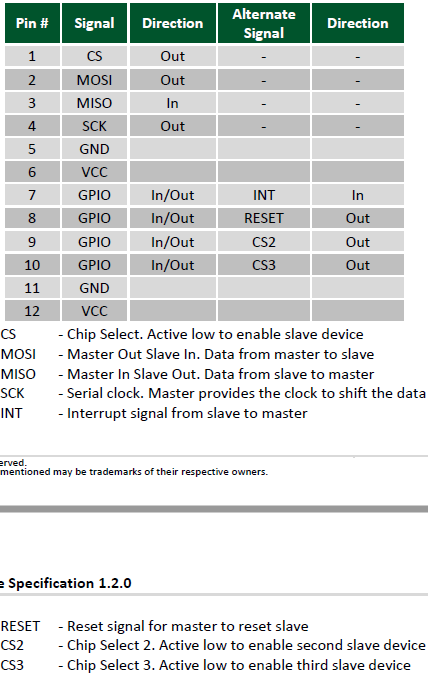 Pin # Signal Direction Alternate Signal Direction
1 CS Out - -
2 MOSI Out - -
3 MISO In - -
4 SCK Out - -
5 GND
6 VCC
7 GPIO In/Out INT In
8 GPIO In/Out RESET Out
9 GPIO In/Out CS2 Out
10 GPIO In/Out CS3 Out
11 GND
12 VCC
CS - Chip Select. Active low to enable slave device
MOSI - Master Out Slave In. Data from master to slave
MISO - Master In Slave Out. Data from slave to master
SCK - Serial clock. Master provides the clock to shift the data
INT - Interrupt signal from slave to master
erved.
mentioned may be trademarks of their respective owners.
e Specification 1.2.0
RESET - Reset signal for master to reset slave
CS2 - Chip Select 2. Active low to enable second slave device
CS3 - Chip Select 3. Active low to enable third slave device